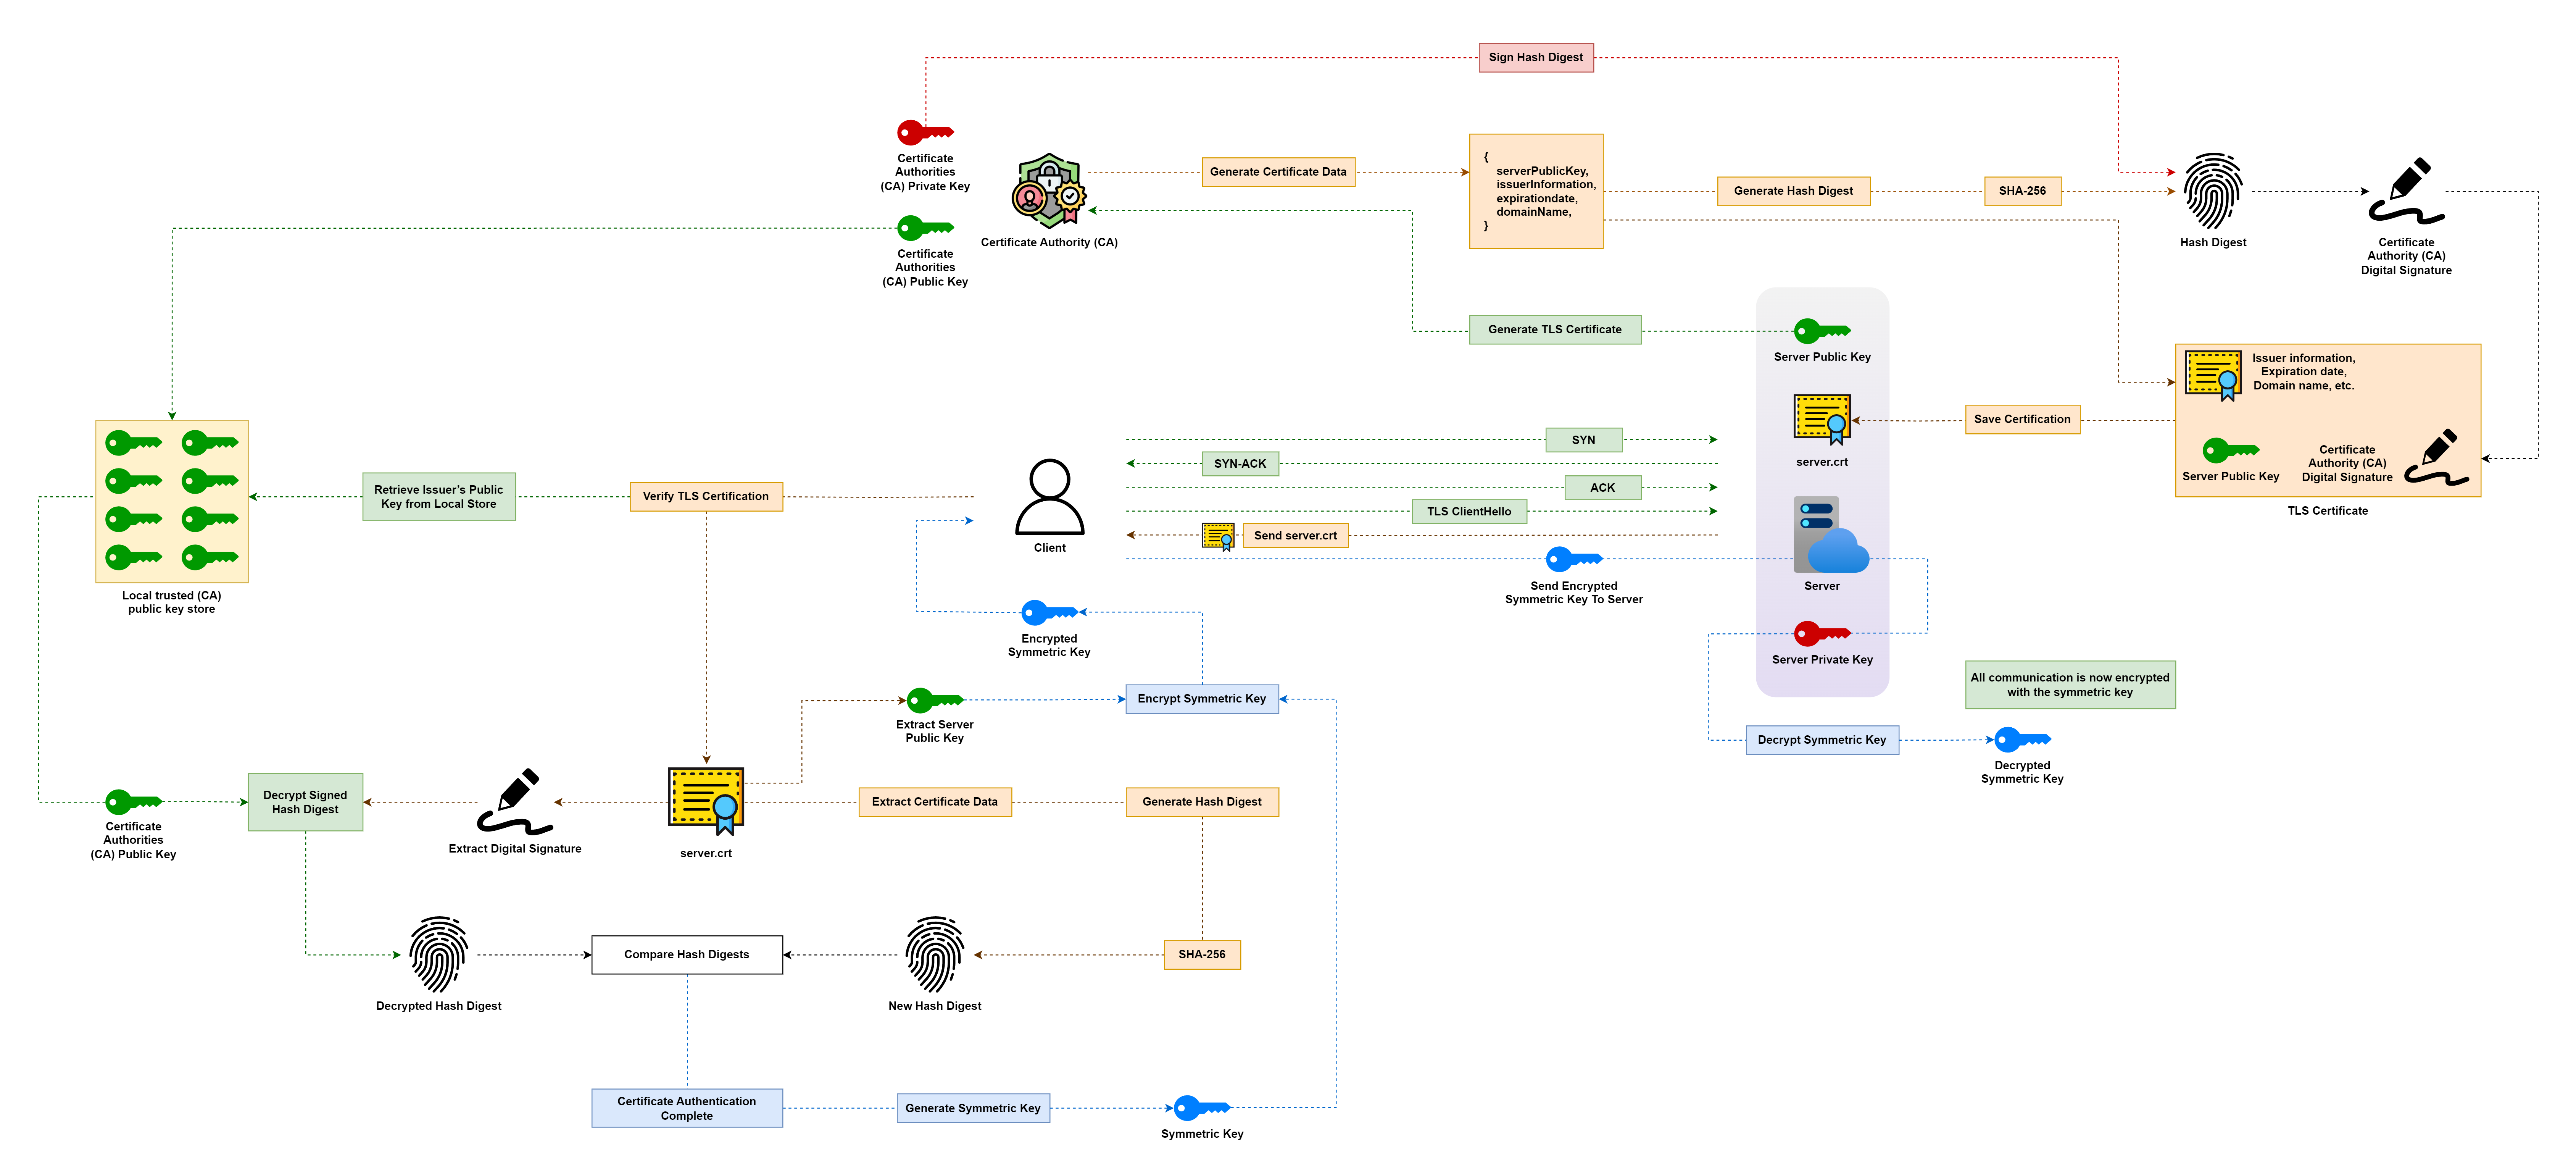 Sign Hash Digest
Certificate
Authorities
(CA) Private Key
Certificate Authority (CA)
Certificate
Authorities
(CA) Public Key
Generate Certificate Data
{
serverPublicKey,
issuerInformation,
expirationdate,
domainName,
}
Generate Hash Digest
SHA-256
Hash Digest
Certificate
Authority (CA)
Digital Signature
Generate TLS Certificate
Server Public Key
Issuer information,
Expiration date,
Domain name, etc.
Server Public Key
Certificate
Authority (CA)
Digital Signature
TLS Certificate
Save Certification
server.crt
SYN
SYN-ACK
ACK
TLS ClientHello
Send server.crt
Send Encrypted
Symmetric Key To Server
Server
Server Private Key
Client
Verify TLS Certification
Retrieve Issuer's Public
Key from Local Store
Local trusted (CA)
public key store
Encrypted
Symmetric Key
Extract Server
Public Key
Encrypt Symmetric Key
All communication is now encrypted
with the symmetric key
Decrypt Symmetric Key
Decrypted
Symmetric Key
Certificate
Authorities
(CA) Public Key
Decrypt Signed
Hash Digest
Extract Digital Signature
server.crt
Extract Certificate Data
Generate Hash Digest
Decrypted Hash Digest
Compare Hash Digests
New Hash Digest
SHA-256
Certificate Authentication
Complete
Generate Symmetric Key
Symmetric Key